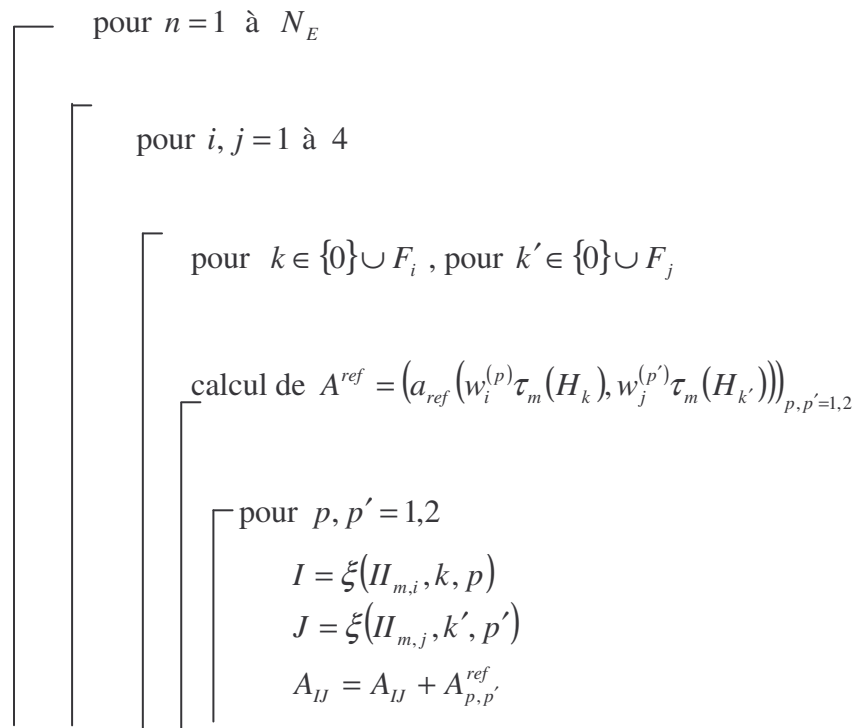 pour n = 1 à N_E
pour i, j = 1 à 4
pour k ∈ {0} ∪ F_i , pour k′ ∈ {0} ∪ F_j
calcul de A^{ref} = (a_{ref}(w_i^{(p)} τ_m(H_k), w_j^{(p′)} τ_m(H_{k′})))_{p,p′=1,2}
pour p, p′ = 1,2
I = ξ(II_{m,i}, k, p)
J = ξ(II_{m,j}, k′, p′)
A_{IJ} = A_{IJ} + A_{p,p′}^{ref}